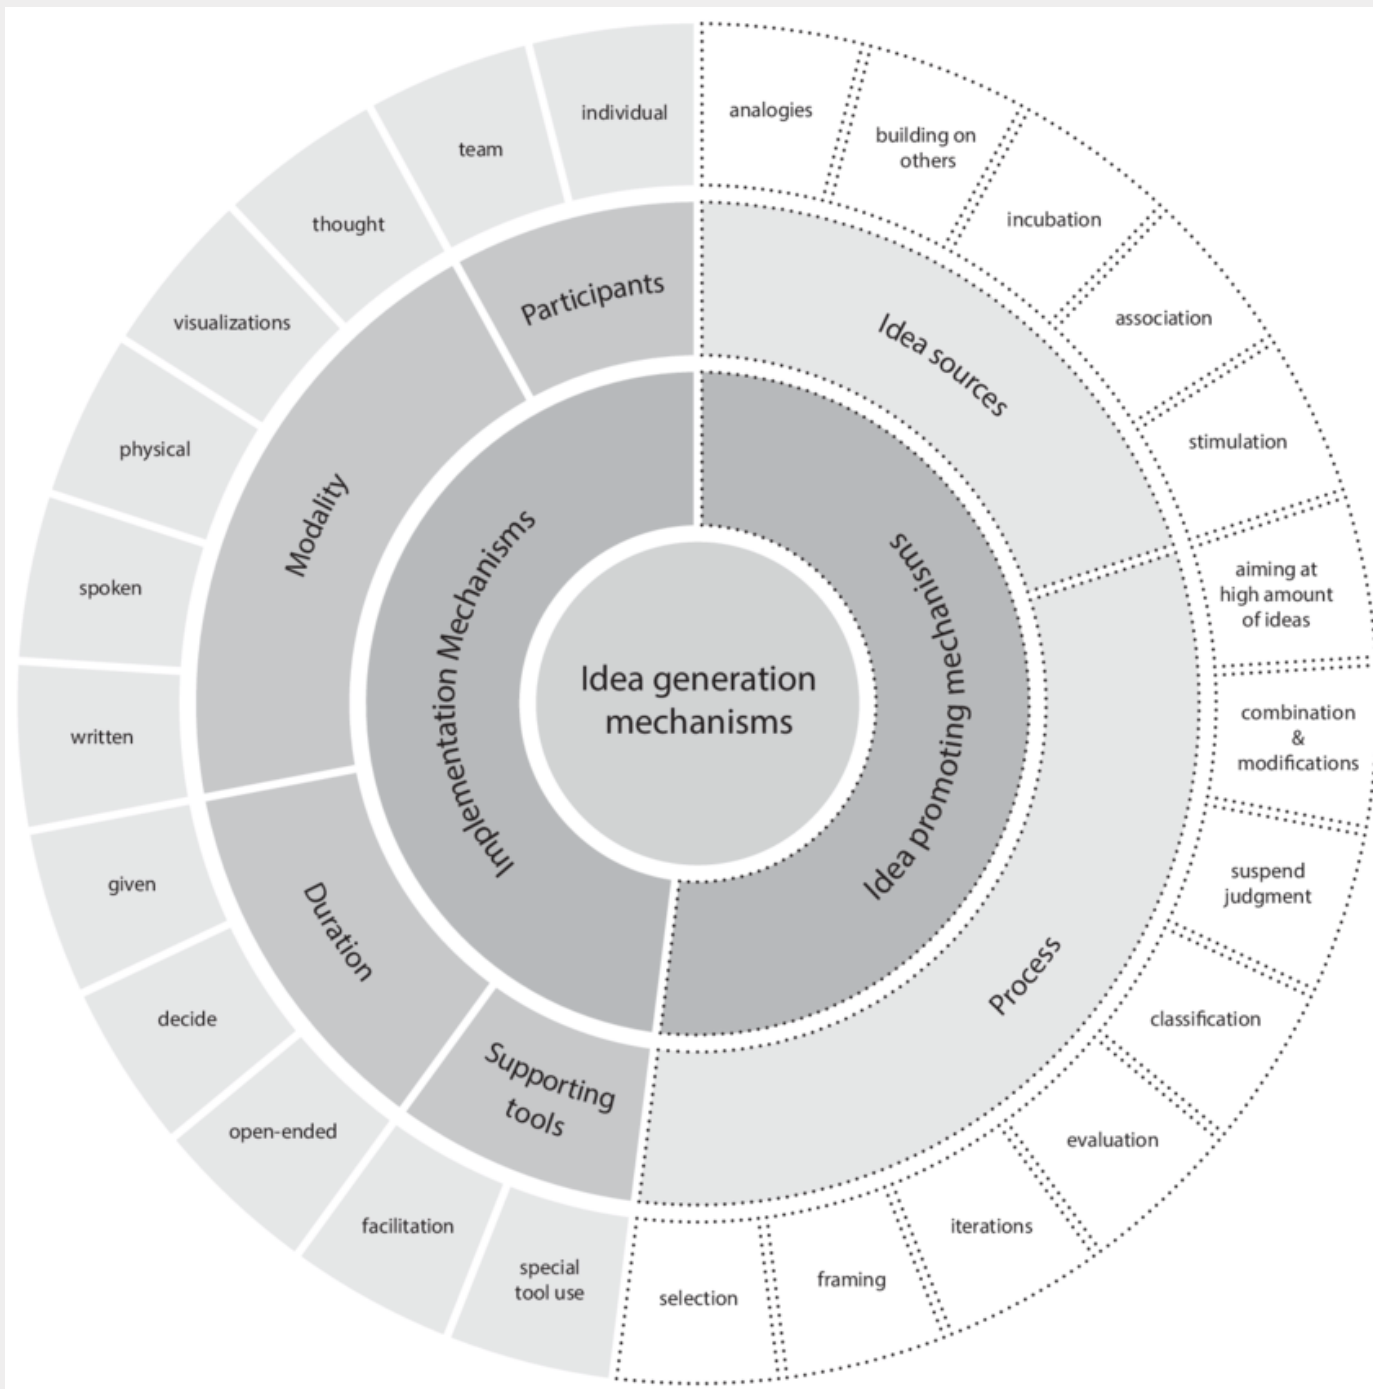 Idea generation
mechanisms
Implementation Mechanisms
Idea promoting mechanisms
Participants
Modality
Duration
Supporting
tools
Idea sources
Process
individual
team
thought
visualizations
physical
spoken
written
given
decide
open-ended
facilitation
special
tool use
analogies
building on
others
incubation
association
stimulation
aiming at
high amount
of ideas
combination
&
modifications
suspend
judgment
classification
evaluation
iterations
framing
selection